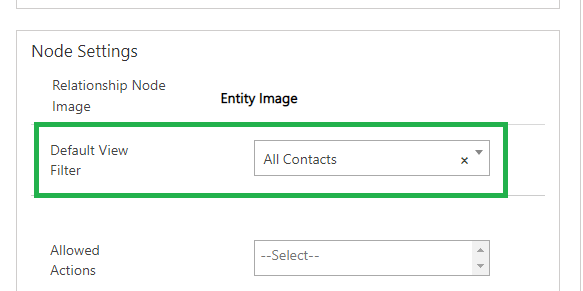 Node Settings
Relationship Node
Image
Entity Image
Default View
Filter
All Contacts
×
Allowed
Actions
--Select--